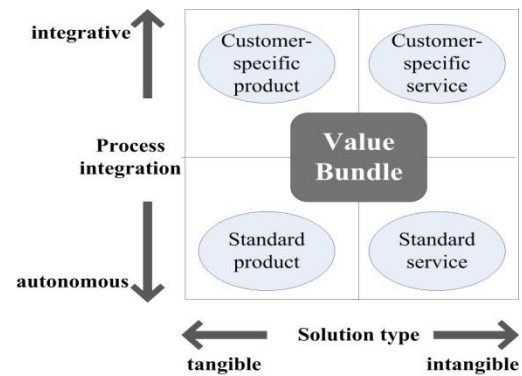 integrative
Customer-
specific
product
Customer-
specific
service
Process
integration
Value
Bundle
Standard
product
Standard
service
autonomous
Solution type
tangible
intangible